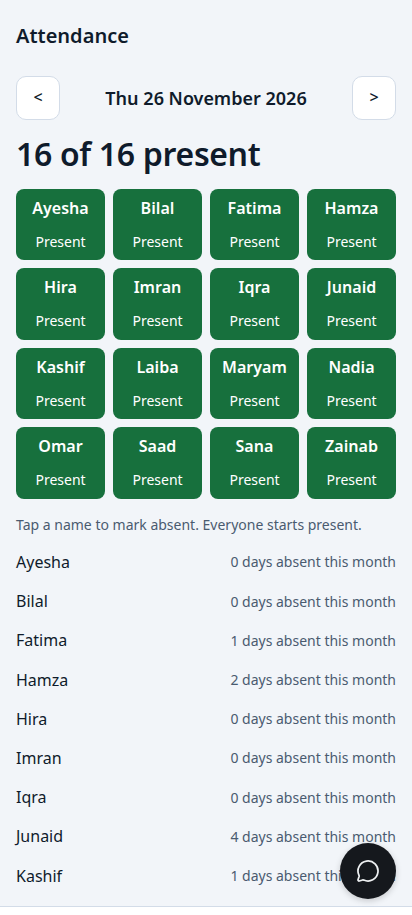 Attendance
< Thu 26 November 2026 >
16 of 16 present
Ayesha Bilal Fatima Hamza
Present Present Present Present
Hira Imran Iqra Junaid
Present Present Present Present
Kashif Laiba Maryam Nadia
Present Present Present Present
Omar Saad Sana Zainab
Present Present Present Present
Tap a name to mark absent. Everyone starts present.
Ayesha 0 days absent this month
Bilal 0 days absent this month
Fatima 1 days absent this month
Hamza 2 days absent this month
Hira 0 days absent this month
Imran 0 days absent this month
Iqra 0 days absent this month
Junaid 4 days absent this month
Kashif 1 days absent